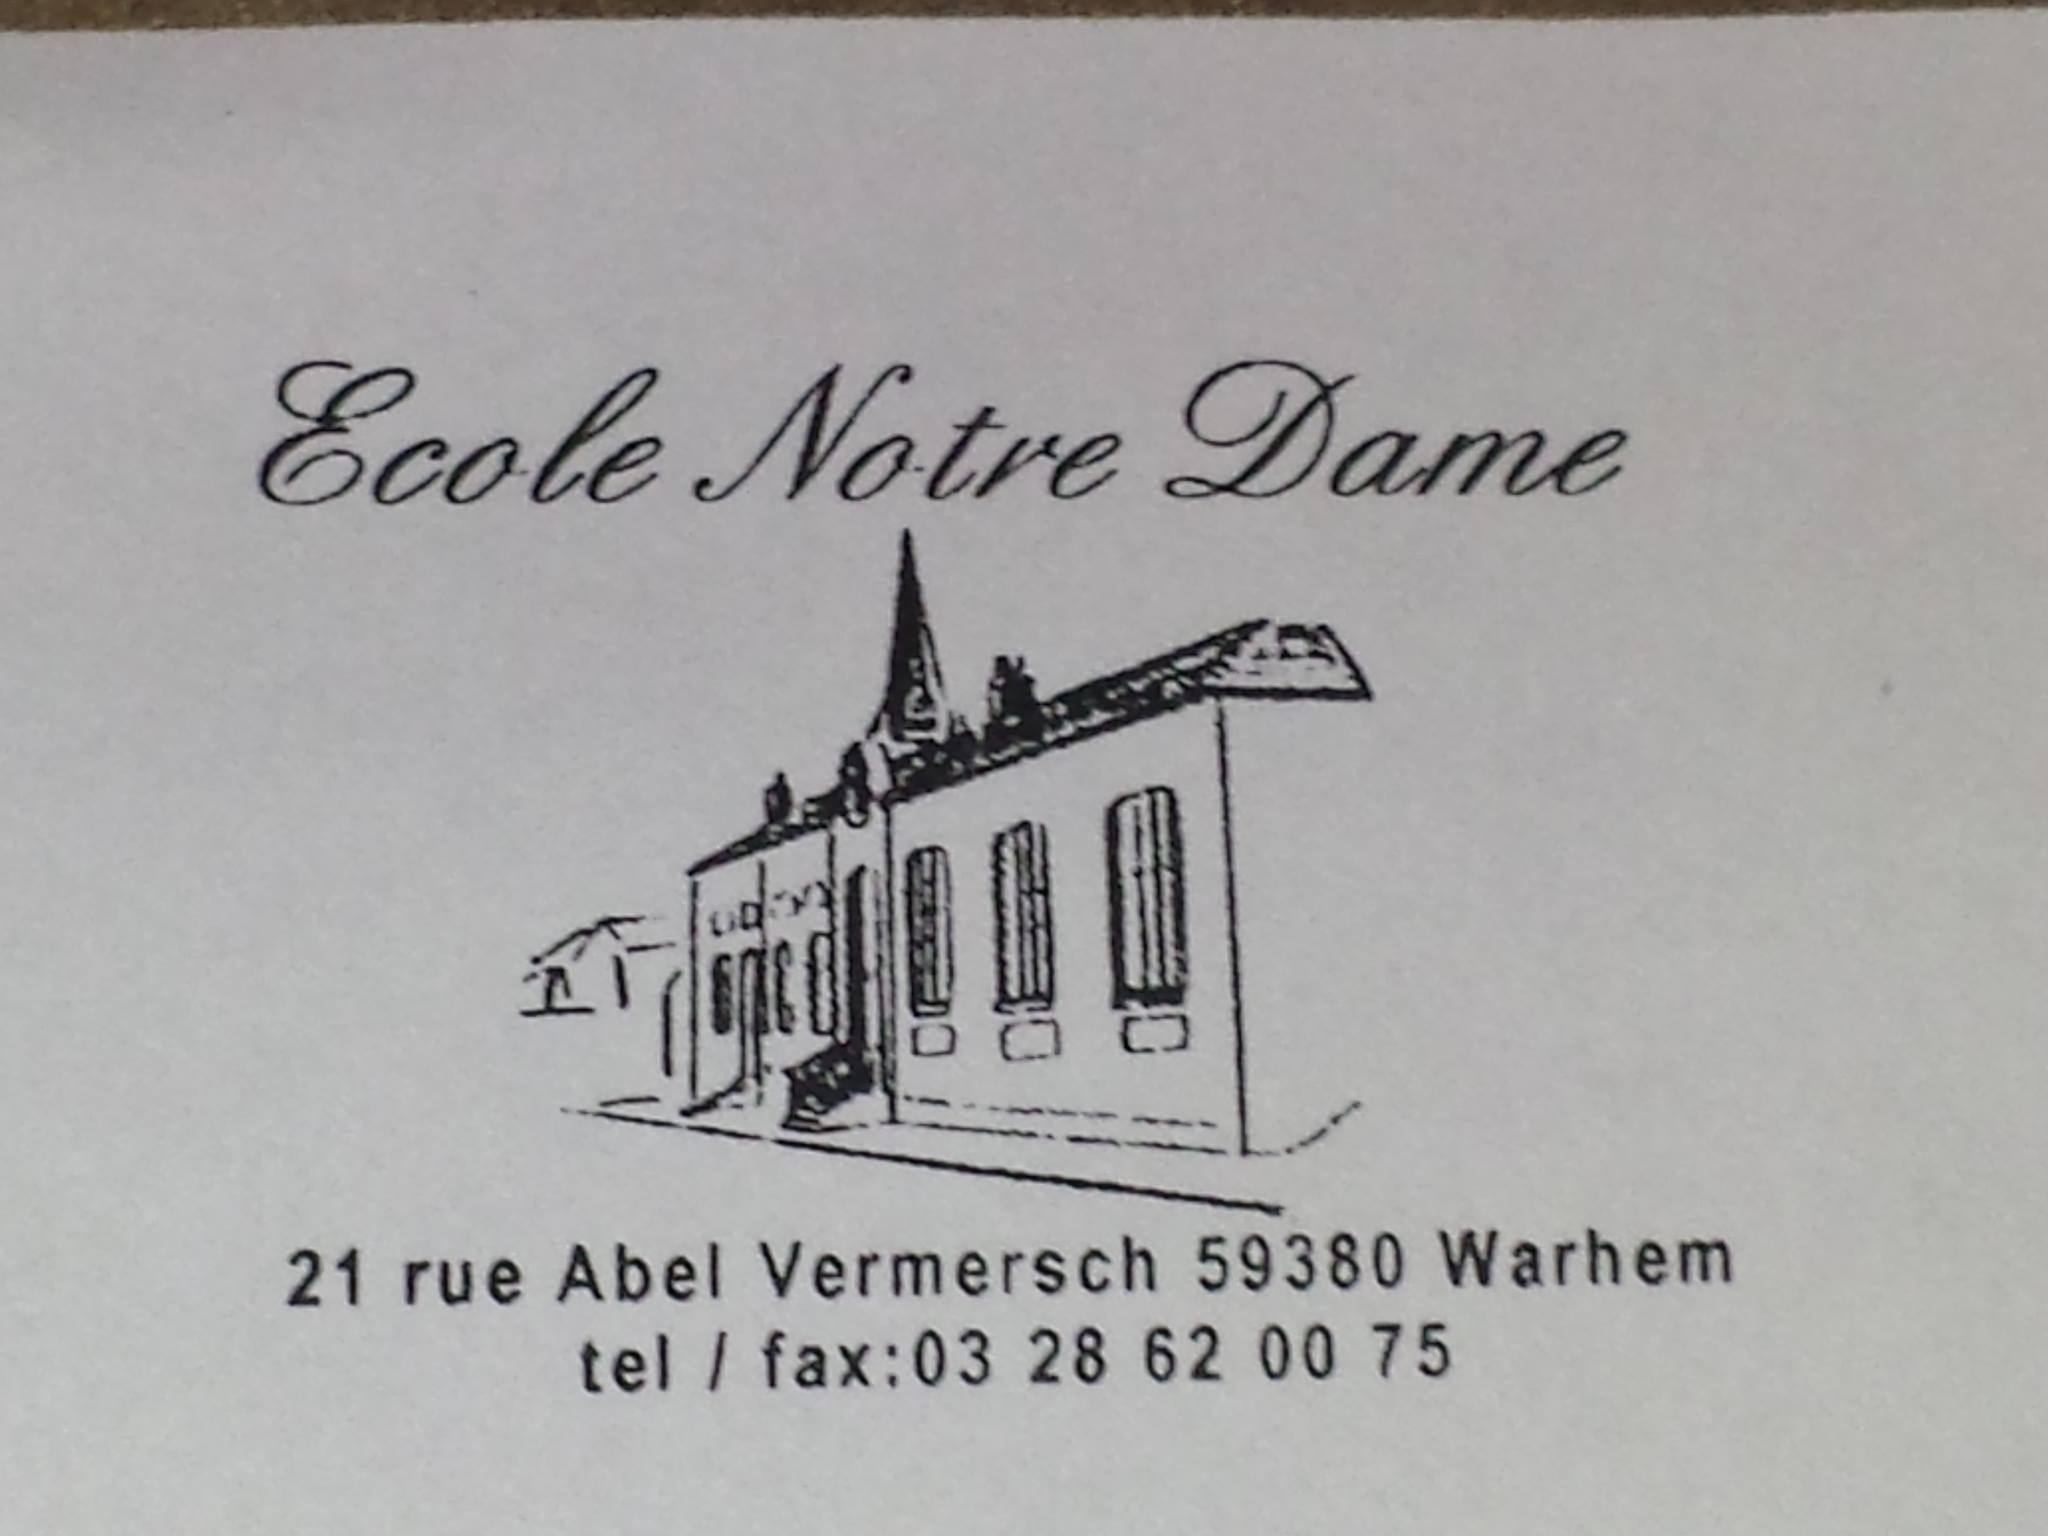 Ecole Notre Dame
21 rue Abel Vermersch 59380 Warhem
tel / fax:03 28 62 00 75